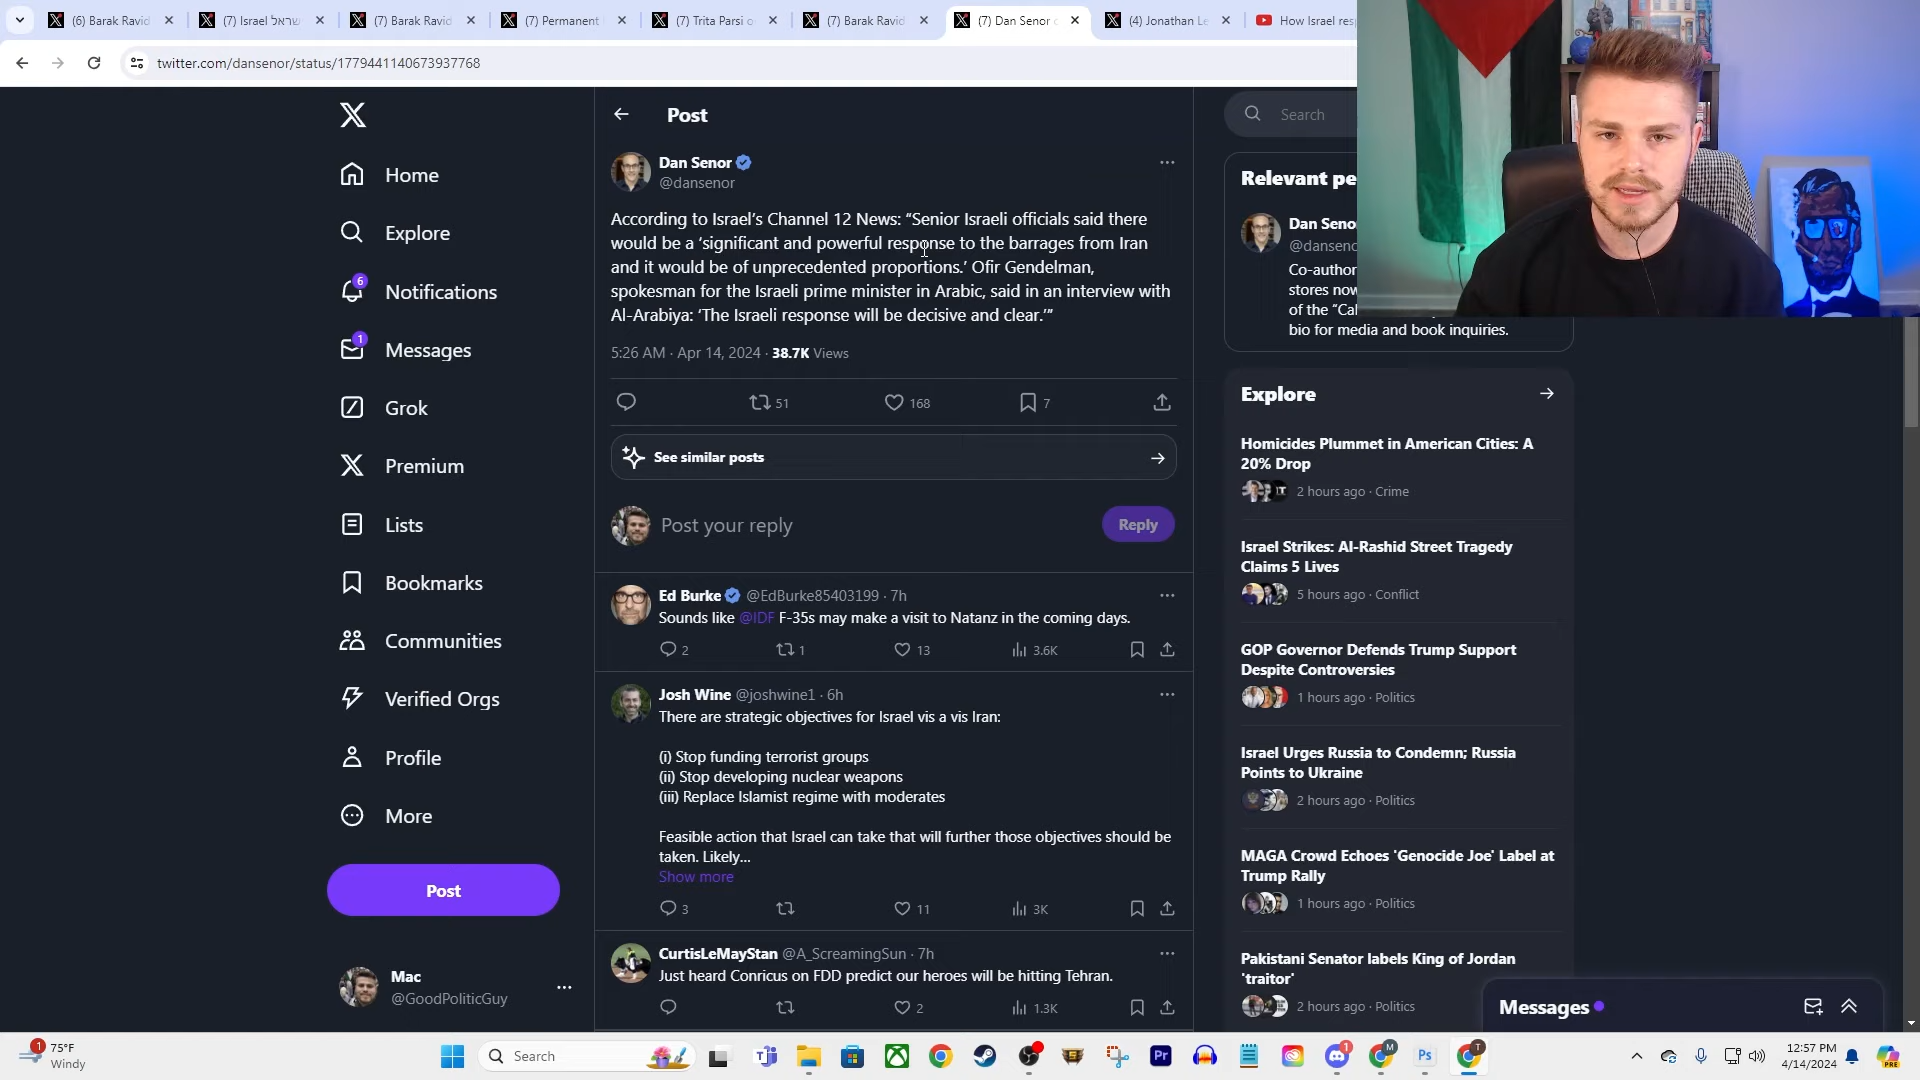 (6) Barak Ravid
(7) Israel ישראל
(7) Barak Ravid
(7) Permanent
(7) Trita Parsi o
(7) Barak Ravid
(7) Dan Senor
(4) Jonathan Le
How Israel res
twitter.com/dansenor/status/1779441140673937768
Home
Explore
6
Notifications
1
Messages
Grok
Premium
Lists
Bookmarks
Communities
Verified Orgs
Profile
More
Post
Mac
@GoodPoliticGuy
Post
Dan Senor
@dansenor
According to Israel’s Channel 12 News: “Senior Israeli officials said there
would be a ‘significant and powerful response to the barrages from Iran
and it would be of unprecedented proportions.’ Ofir Gendelman,
spokesman for the Israeli prime minister in Arabic, said in an interview with
Al-Arabiya: ‘The Israeli response will be decisive and clear.’”
5:26 AM · Apr 14, 2024 · 38.7K Views
51
168
7
See similar posts
Post your reply
Reply
Ed Burke @EdBurke85403199 · 7h
Sounds like @IDF F-35s may make a visit to Natanz in the coming days.
2
1
13
3.6K
Josh Wine @joshwine1 · 6h
There are strategic objectives for Israel vis a vis Iran:
(i) Stop funding terrorist groups
(ii) Stop developing nuclear weapons
(iii) Replace Islamist regime with moderates
Feasible action that Israel can take that will further those objectives should be
taken. Likely...
Show more
3
11
3K
CurtisLeMayStan @A_ScreamingSun · 7h
Just heard Conricus on FDD predict our heroes will be hitting Tehran.
2
1.3K
Search
Relevant pe
Dan Seno
@danseno
Co-author
stores now
of the “Cal
bio for media and book inquiries.
Explore
Homicides Plummet in American Cities: A
20% Drop
2 hours ago · Crime
Israel Strikes: Al-Rashid Street Tragedy
Claims 5 Lives
5 hours ago · Conflict
GOP Governor Defends Trump Support
Despite Controversies
1 hours ago · Politics
Israel Urges Russia to Condemn; Russia
Points to Ukraine
2 hours ago · Politics
MAGA Crowd Echoes 'Genocide Joe' Label at
Trump Rally
1 hours ago · Politics
Pakistani Senator labels King of Jordan
'traitor'
2 hours ago · Politics
Messages
1
75°F
Windy
Search
Pr
1
M
Ps
T
12:57 PM
4/14/2024
PRE